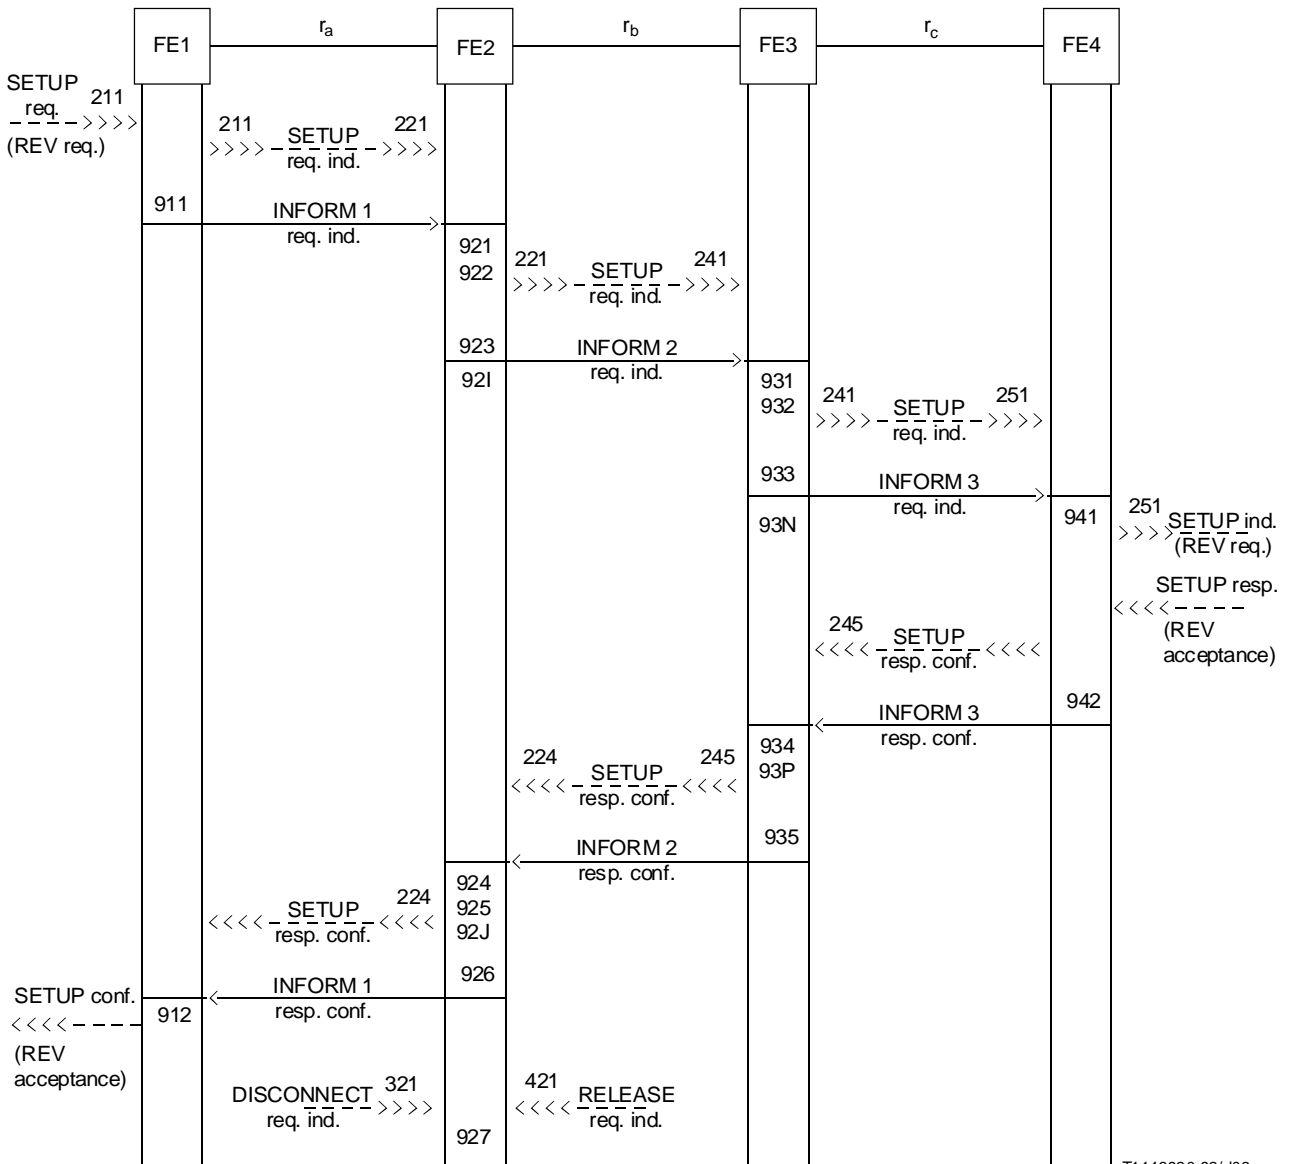 FE1
ra
FE2
rb
FE3
rc
FE4
SETUP
req.
211
(REV req.)
211
SETUP
req. ind.
221
911
INFORM 1
req. ind.
921
922
221
SETUP
req. ind.
241
923
INFORM 2
req. ind.
92I
931
932
241
SETUP
req. ind.
251
933
INFORM 3
req. ind.
93N
941
251
SETUP ind.
(REV req.)
SETUP resp.
(REV
acceptance)
245
SETUP
resp. conf.
942
INFORM 3
resp. conf.
934
93P
224
SETUP
resp. conf.
245
935
INFORM 2
resp. conf.
924
925
92J
224
SETUP
resp. conf.
926
INFORM 1
resp. conf.
SETUP conf.
912
(REV
acceptance)
DISCONNECT
req. ind.
321
421
RELEASE
req. ind.
927